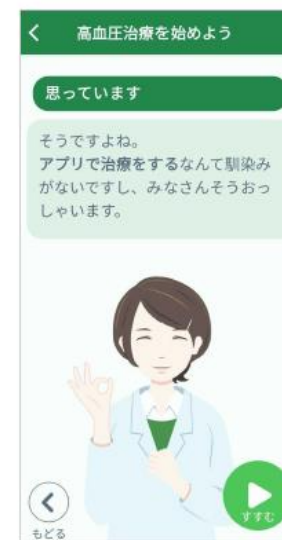 高血圧治療を始めよう
思っています
そうですよね。
アプリで治療をするなんて馴染み
がないですし、みなさんそうおっ
しゃいます。
もどる
すすむ